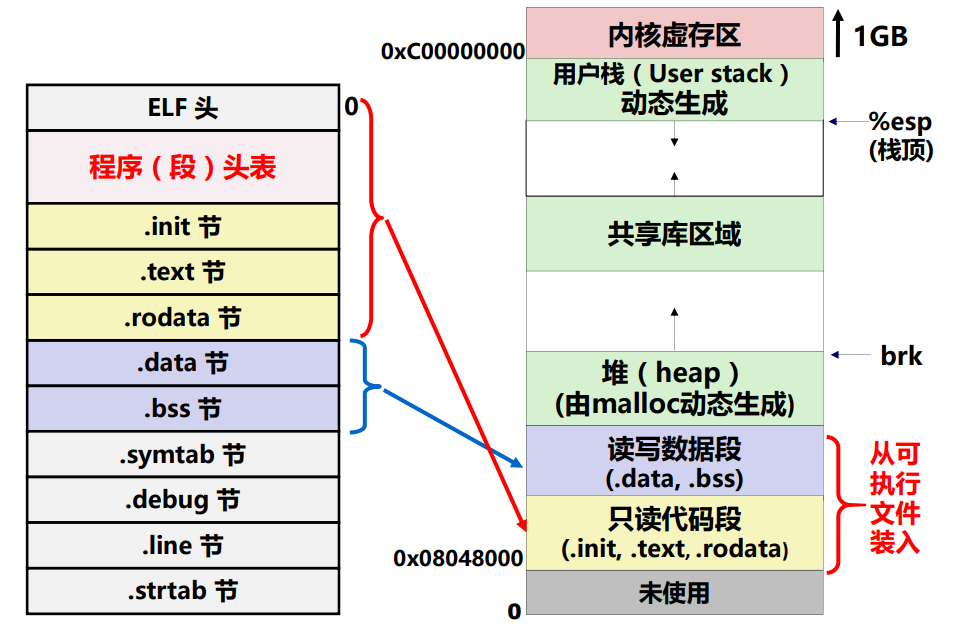 ELF 头
0
程序（段）头表
.init 节
.text 节
.rodata 节
.data 节
.bss 节
.symtab 节
.debug 节
.line 节
.strtab 节
内核虚存区
1GB
0xC00000000
用户栈（User stack）
动态生成
%esp
(栈顶)
共享库区域
brk
堆（heap）
(由malloc动态生成)
读写数据段
(.data, .bss)
只读代码段
(.init, .text, .rodata)
0x08048000
未使用
0
从可
执行
文件
装入